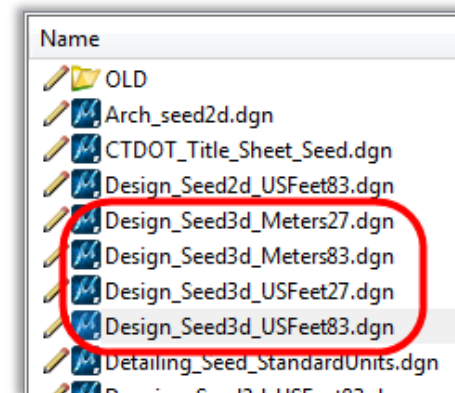 Name
OLD
Arch_seed2d.dgn
CTDOT_Title_Sheet_Seed.dgn
Design_Seed2d_USFeet83.dgn
Design_Seed3d_Meters27.dgn
Design_Seed3d_Meters83.dgn
Design_Seed3d_USFeet27.dgn
Design_Seed3d_USFeet83.dgn
Detailing_Seed_StandardUnits.dgn